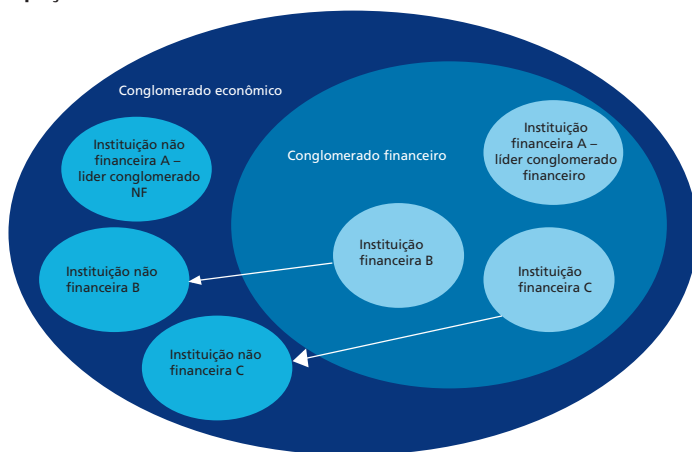 Conglomerado econômico
Instituição não
financeira A –
lider conglomerado
NF
Conglomerado financeiro
Instituição
financeira A –
líder conglomerado
financeiro
Instituição não
financeira B
Instituição
financeira B
Instituição
financeira C
Instituição não
financeira C